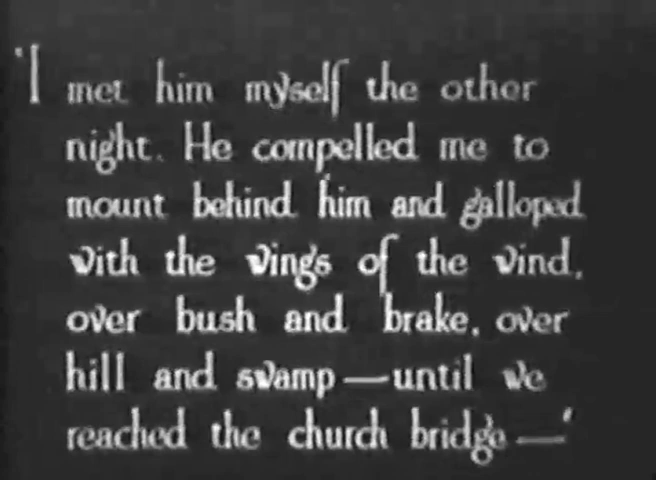 'I met him myself the other
night. He compelled me to
mount behind him and galloped
with the wings of the wind,
over bush and brake, over
hill and swamp—until we
reached the church bridge—'